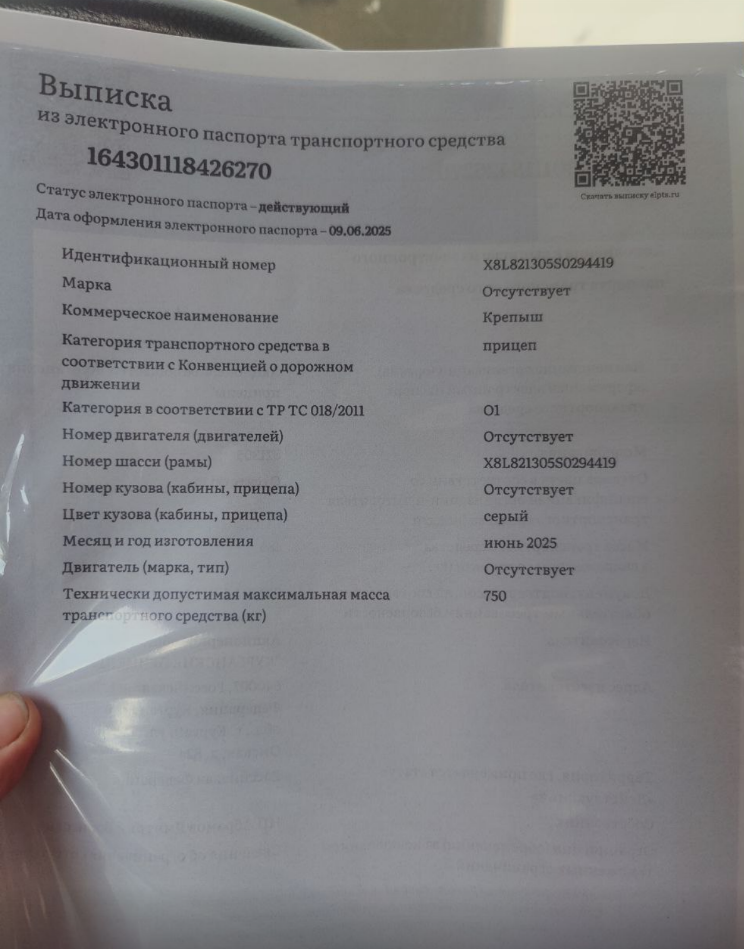 Выписка
из электронного паспорта транспортного средства
164301118426270
Статус электронного паспорта – действующий
Дата оформления электронного паспорта – 09.06.2025
Скачать выписку elpts.ru
Идентификационный номер X8L821305S0294419
Марка Отсутствует
Коммерческое наименование Крепыш
Категория транспортного средства в прицеп
соответствии с Конвенцией о дорожном
движении
Категория в соответствии с ТР ТС 018/2011 O1
Номер двигателя (двигателей) Отсутствует
Номер шасси (рамы) X8L821305S0294419
Номер кузова (кабины, прицепа) Отсутствует
Цвет кузова (кабины, прицепа) серый
Месяц и год изготовления июнь 2025
Двигатель (марка, тип) Отсутствует
Технически допустимая максимальная масса 750
транспортного средства (кг)